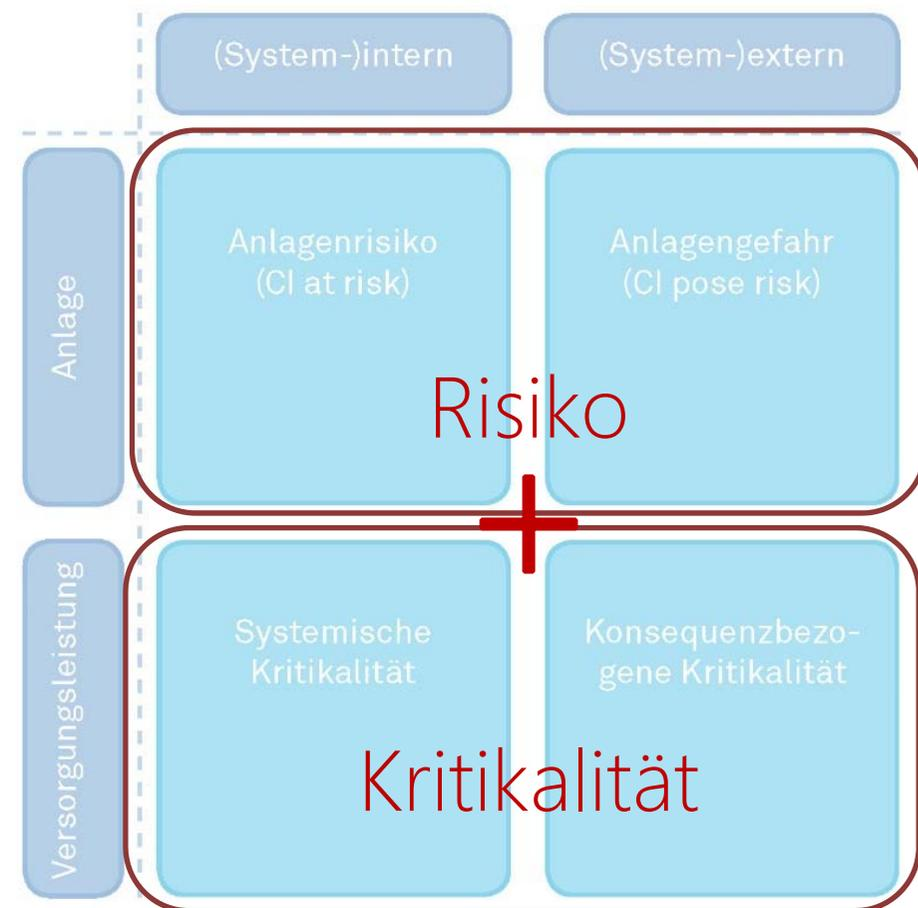 (System-)intern
(System-)extern
Anlage
Anlagenrisiko
(CI at risk)
Anlagengefahr
(CI pose risk)
Risiko
Versorgungsleistung
Systemische
Kritikalität
Konsequenzbezo-
gene Kritikalität
Kritikalität